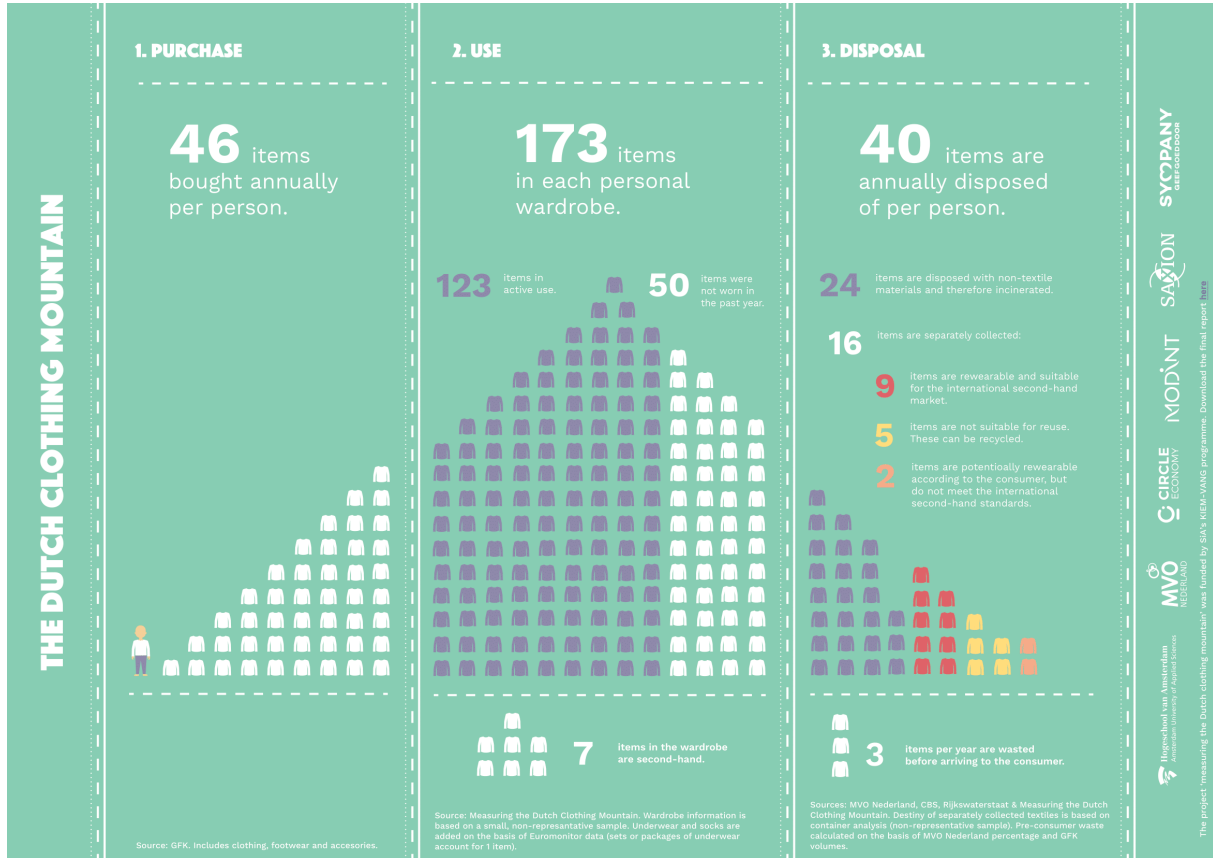 THE DUTCH CLOTHING MOUNTAIN
1. PURCHASE
46 items
bought annually
per person.
Source: GFK. Includes clothing, footwear and accesories.
2. USE
173 items
in each personal
wardrobe.
123 items in
active use.
50 items were
not worn in
the past year.
7 items in the wardrobe
are second-hand.
Source: Measuring the Dutch Clothing Mountain. Wardrobe information is
based on a small, non-represantative sample. Underwear and socks are
added on the basis of Euromonitor data (sets or packages of underwear
account for 1 item).
3. DISPOSAL
40 items are
annually disposed
of per person.
24 items are disposed with non-textile
materials and therefore incinerated.
16 items are separately collected:
9 items are rewearable and suitable
for the international second-hand
market.
5 items are not suitable for reuse.
These can be recycled.
2 items are potentioally rewearable
according to the consumer, but
do not meet the international
second-hand standards.
3 items per year are wasted
before arriving to the consumer.
Sources: MVO Nederland, CBS, Rijkswaterstaat & Measuring the Dutch
Clothing Mountain. Destiny of separately collected textiles is based on
container analysis (non-representative sample). Pre-consumer waste
calculated on the basis of MVO Nederland percentage and GFK
volumes.
Hogeschool van Amsterdam
Amsterdam University of Applied Sciences
MVO
NEDERLAND
CIRCLE
ECONOMY
MODINT
SAXION
SYMPANY
GEEFGOEDDOOR
The project 'measuring the Dutch clothing mountain' was funded by SIA's KIEM-VANG programme. Download the final report here